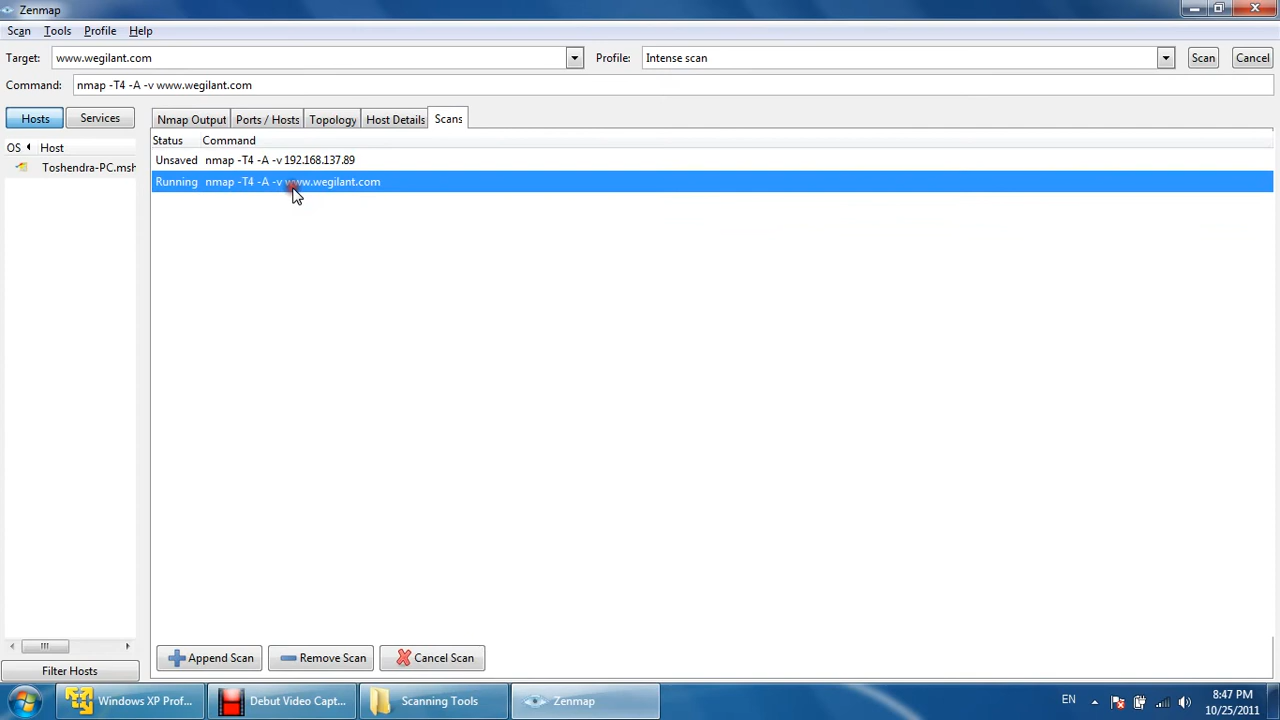 Zenmap
Scan Tools Profile Help
Target: www.wegilant.com Profile: Intense scan Scan Cancel
Command: nmap -T4 -A -v www.wegilant.com
Hosts Services Nmap Output Ports / Hosts Topology Host Details Scans
OS Host Status Command
Toshendra-PC.msh Unsaved nmap -T4 -A -v 192.168.137.89
Running nmap -T4 -A -v www.wegilant.com
Append Scan Remove Scan Cancel Scan
Filter Hosts
Windows XP Prof... Debut Video Capt... Scanning Tools Zenmap EN 8:47 PM
10/25/2011